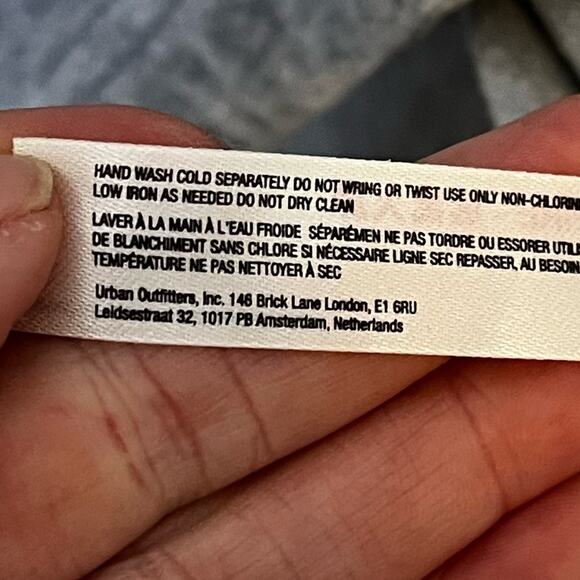 HAND WASH COLD SEPARATELY DO NOT WRING OR TWIST USE ONLY NON-CHLORINE
LOW IRON AS NEEDED DO NOT DRY CLEAN
LAVER À LA MAIN À L'EAU FROIDE SÉPARÉMEN NE PAS TORDRE OU ESSORER
DE BLANCHIMENT SANS CHLORE SI NÉCESSAIRE LIGNE SEC REPASSER, AU BESOIN
TEMPÉRATURE NE PAS NETTOYER À SEC
Urban Outfitters, Inc. 146 Brick Lane London, E1 6RU
Leidsestraat 32, 1017 PB Amsterdam, Netherlands